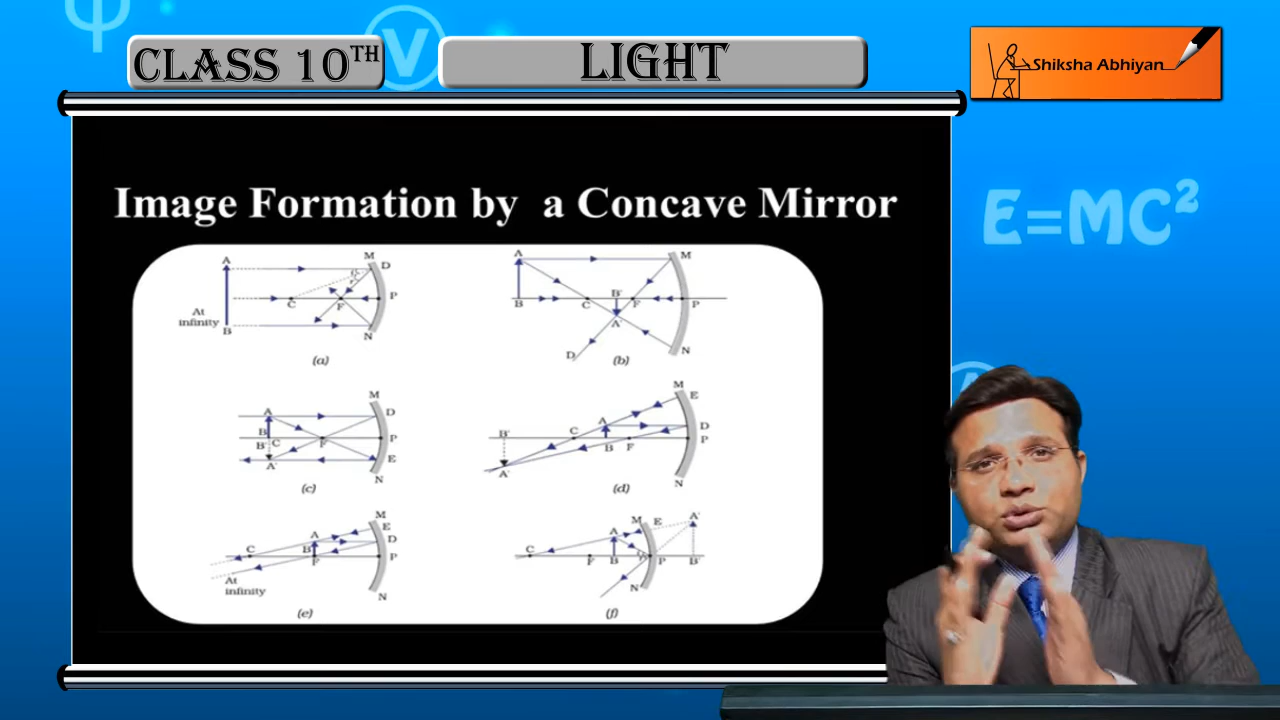 CLASS 10TH
LIGHT
Shiksha Abhiyan
E=MC²
V
Image Formation by a Concave Mirror
A
M
D
C
F
P
At
infinity
B
N
(a)
A
M
B'
B
C
F
P
A'
D
N
(b)
M
A
D
B
B'
C
F
P
A'
E
N
(c)
M
E
A
B'
C
D
B
F
P
A'
N
(d)
M
E
A
D
C
B
F
P
At
infinity
N
(e)
A'
M
E
A
C
F
B
P
B'
N
(f)